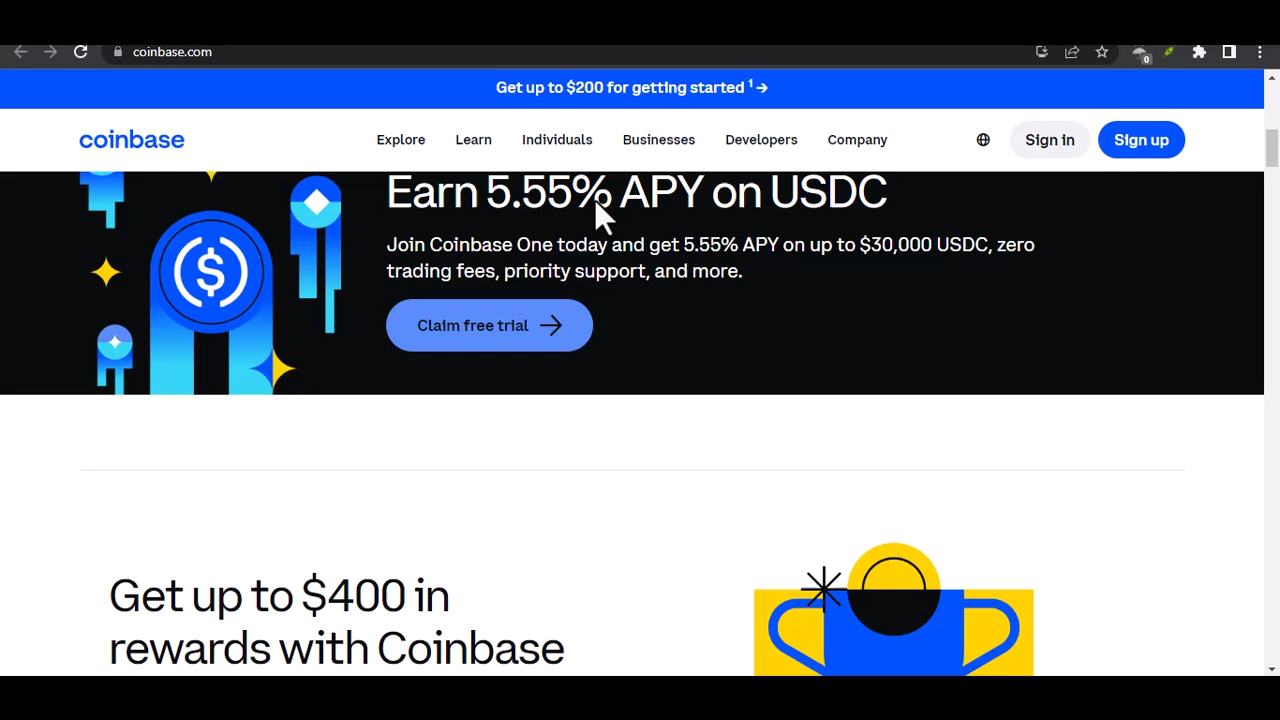 coinbase.com
0
Get up to $200 for getting started 1 →
coinbase
Explore
Learn
Individuals
Businesses
Developers
Company
Sign in
Sign up
Earn 5.55% APY on USDC
Join Coinbase One today and get 5.55% APY on up to $30,000 USDC, zero
trading fees, priority support, and more.
Claim free trial →
Get up to $400 in
rewards with Coinbase